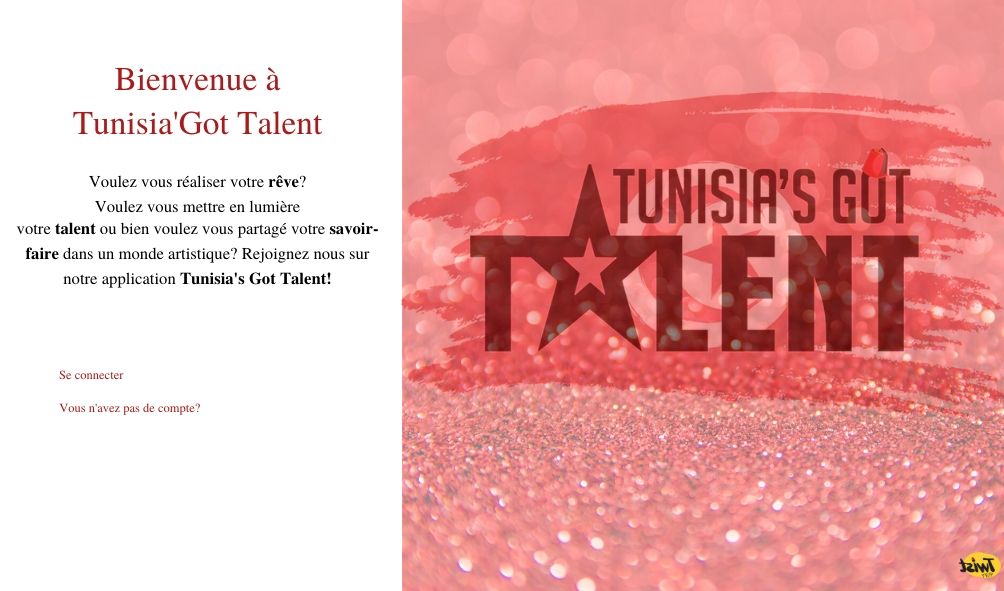 Bienvenue à
Tunisia'Got Talent
Voulez vous réaliser votre rêve?
Voulez vous mettre en lumière
votre talent ou bien voulez vous partagé votre savoir-
faire dans un monde artistique? Rejoignez nous sur
notre application Tunisia's Got Talent!
Se connecter
Vous n'avez pas de compte?
TUNISIA'S GOT
TALENT
Twist